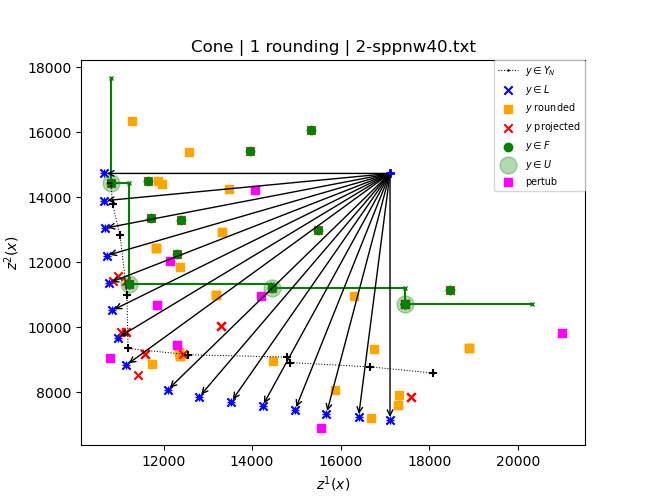 Cone | 1 rounding | 2-sppnw40.txt
z²(x)
18000
16000
14000
12000
10000
8000
12000 14000 16000 18000 20000
z¹(x)
y ∈ Y_N
y ∈ L
y rounded
y projected
y ∈ F
y ∈ U
pertub